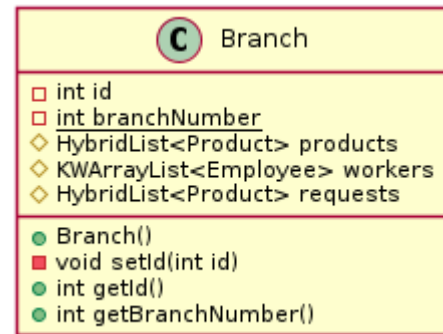 C Branch
int id
int branchNumber
HybridList<Product> products
KWArrayList<Employee> workers
HybridList<Product> requests
Branch()
void setId(int id)
int getId()
int getBranchNumber()